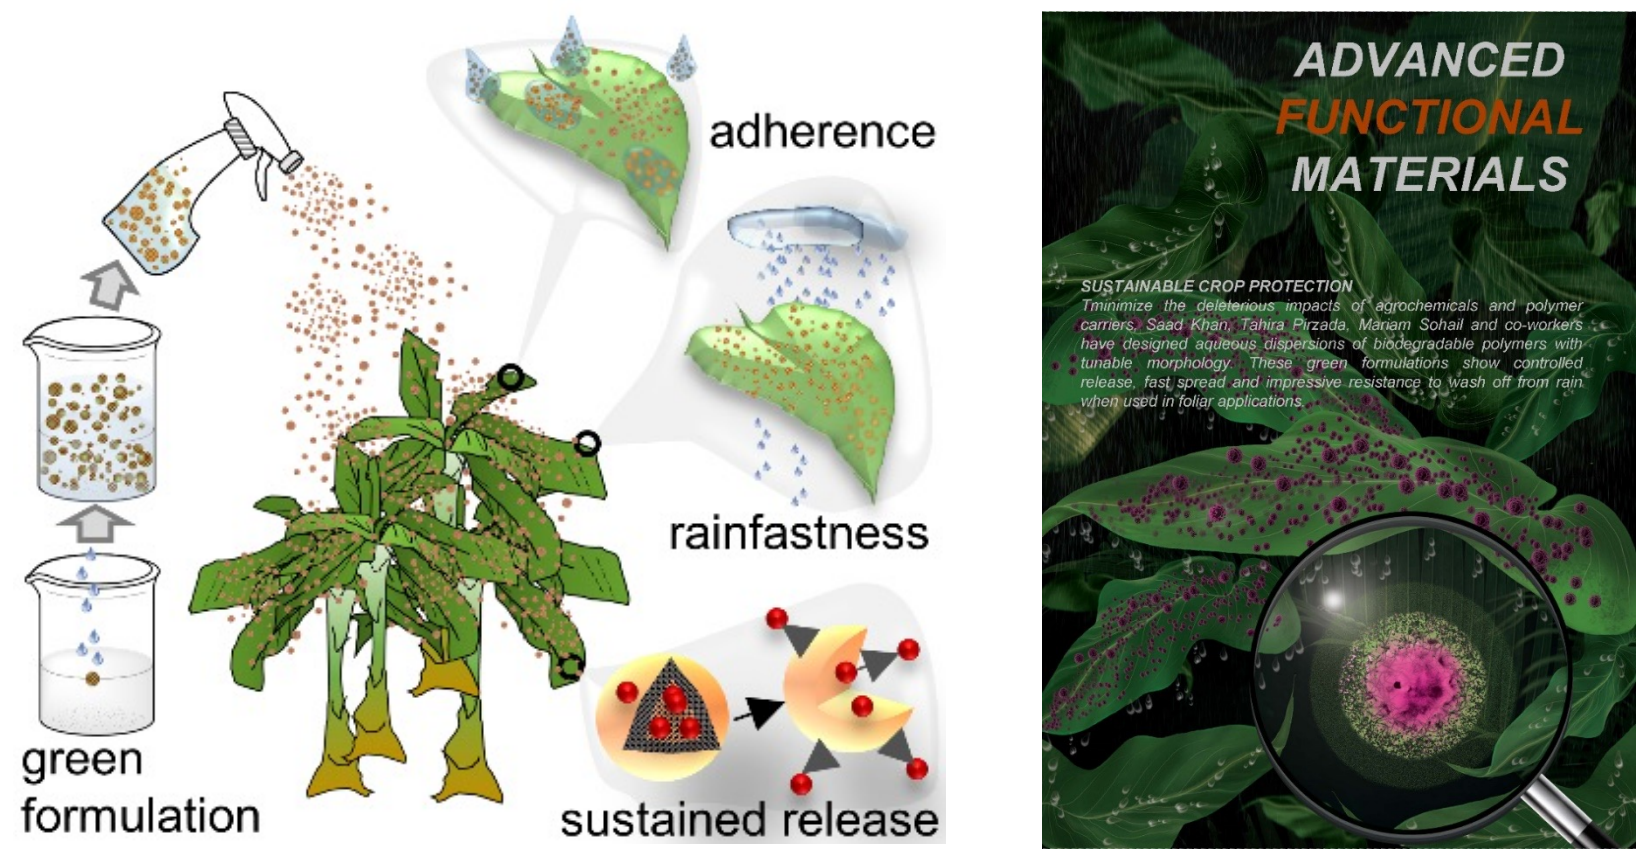 adherence
rainfastness
sustained release
green
formulation
ADVANCED
FUNCTIONAL
MATERIALS
SUSTAINABLE CROP PROTECTION
Tminimize the deleterious impacts of agrochemicals and polymer
carriers, Saad Khan, Tahira Pirzada, Mariam Sohail and co-workers
have designed aqueous dispersions of biodegradable polymers with
tunable morphology. These green formulations show controlled
release, fast spread and impressive resistance to wash off from rain
when used in foliar applications.